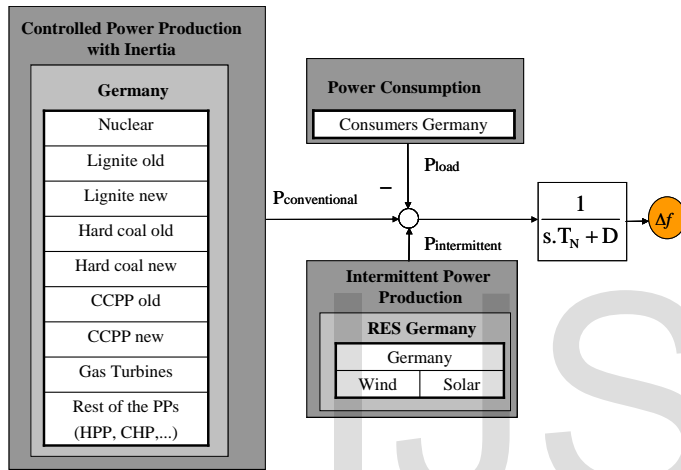 Controlled Power Production
with Inertia
Germany
Nuclear
Lignite old
Lignite new
Hard coal old
Hard coal new
CCPP old
CCPP new
Gas Turbines
Rest of the PPs
(HPP, CHP,...)
Power Consumption
Consumers Germany
Pload
−
Pconventional
Pintermittent
1
s.TN + D
Δf
Intermittent Power
Production
RES Germany
Germany
Wind Solar
IJS